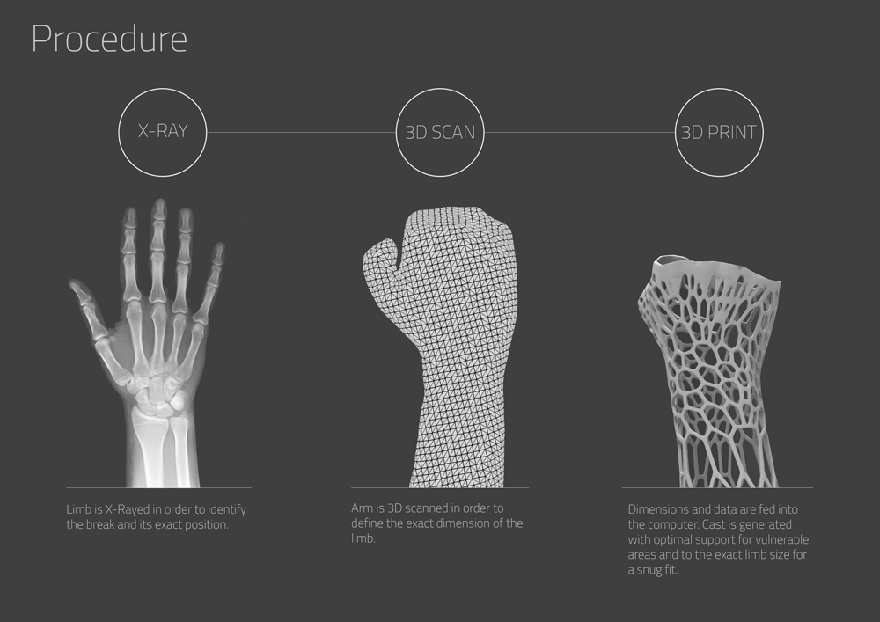 Procedure
X-RAY
3D SCAN
3D PRINT
Limb is X-Rayed in order to identify
the break and its exact position.
Arm is 3D scanned in order to
define the exact dimension of the
limb.
Dimensions and data are fed into
the computer. Cast is generated
with optimal support for vulnerable
areas and to the exact limb size for
a snug fit.